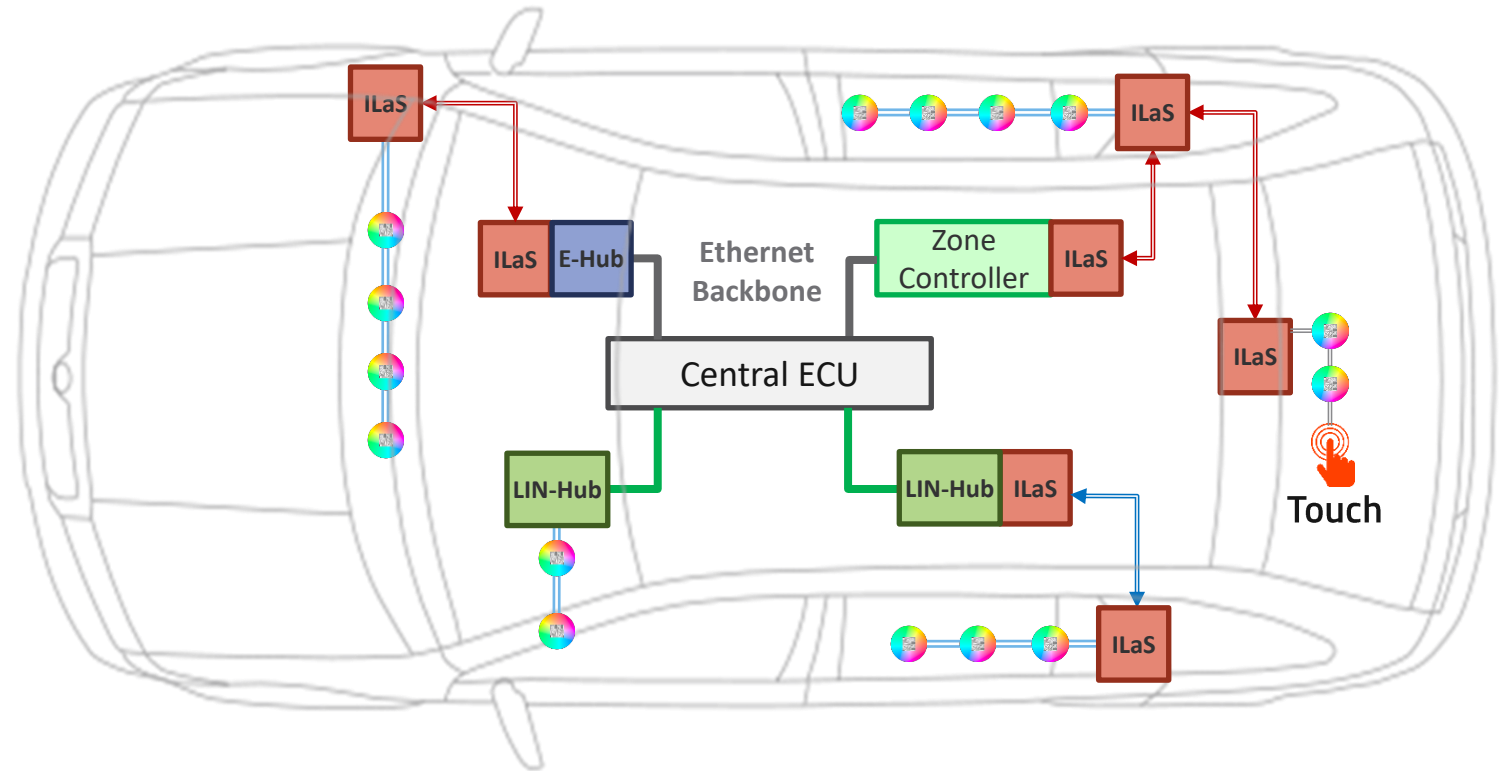 ILaS
ILaS
ILaS
E-Hub
Ethernet
Backbone
Zone
Controller
ILaS
ILaS
Central ECU
LIN-Hub
LIN-Hub
ILaS
Touch
ILaS